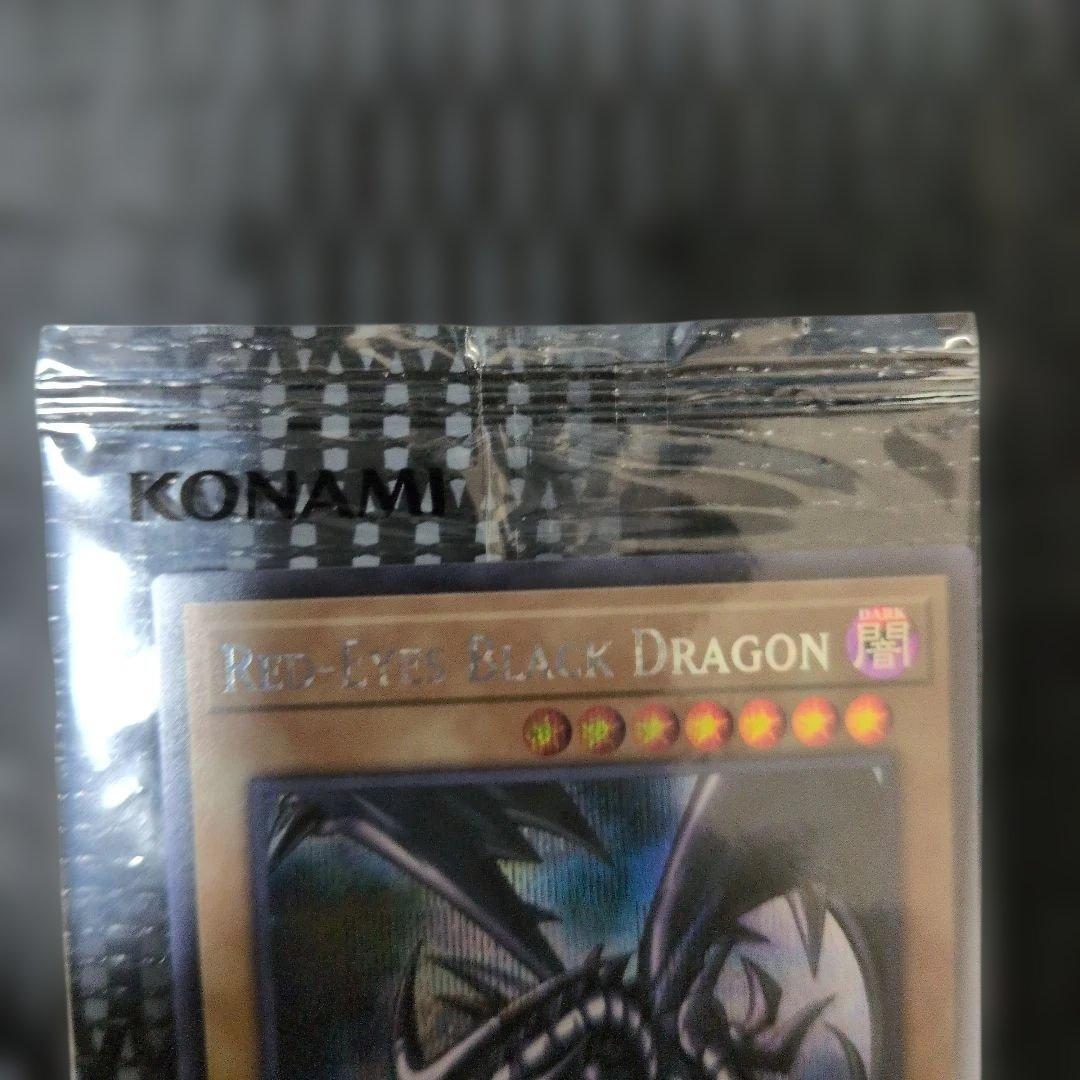 KONAMI
RED-EYES BLACK DRAGON
DARK
闇